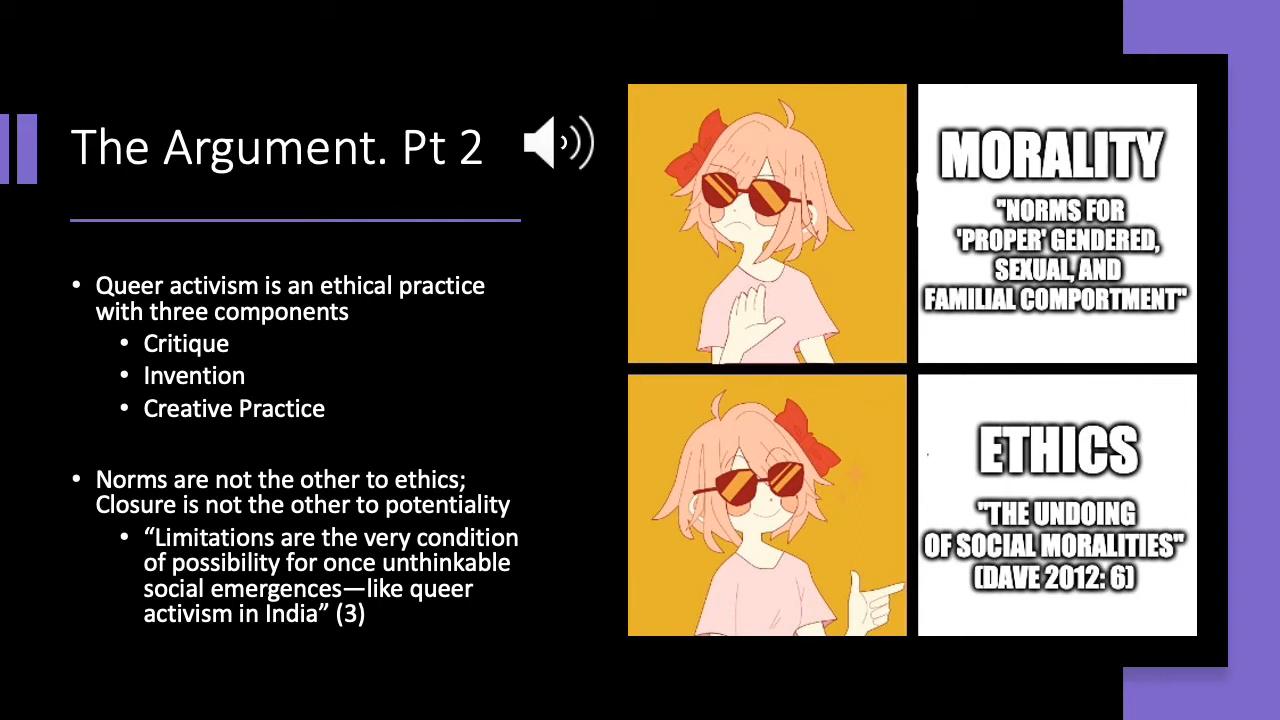 The Argument. Pt 2
• Queer activism is an ethical practice
with three components
• Critique
• Invention
• Creative Practice
• Norms are not the other to ethics;
Closure is not the other to potentiality
• “Limitations are the very condition
of possibility for once unthinkable
social emergences—like queer
activism in India” (3)
MORALITY
"NORMS FOR
'PROPER' GENDERED,
SEXUAL, AND
FAMILIAL COMPORTMENT"
ETHICS
"THE UNDOING
OF SOCIAL MORALITIES"
(DAVE 2012: 6)